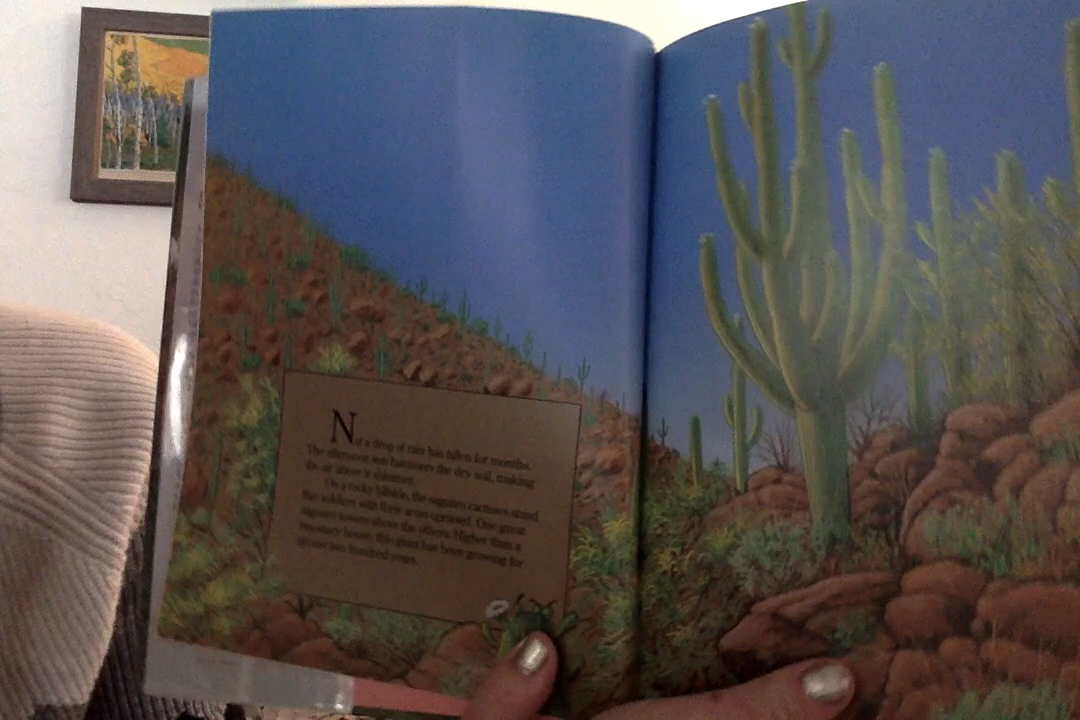 Not a drop of rain has fallen for months.
The afternoon sun hammers the dry soil, making
the air above it shimmer.
On a rocky hillside, the saguaro cactuses stand
like soldiers with their arms upraised. One great
saguaro towers above the others. Higher than a
two-story house, this giant has been growing for
almost two hundred years.